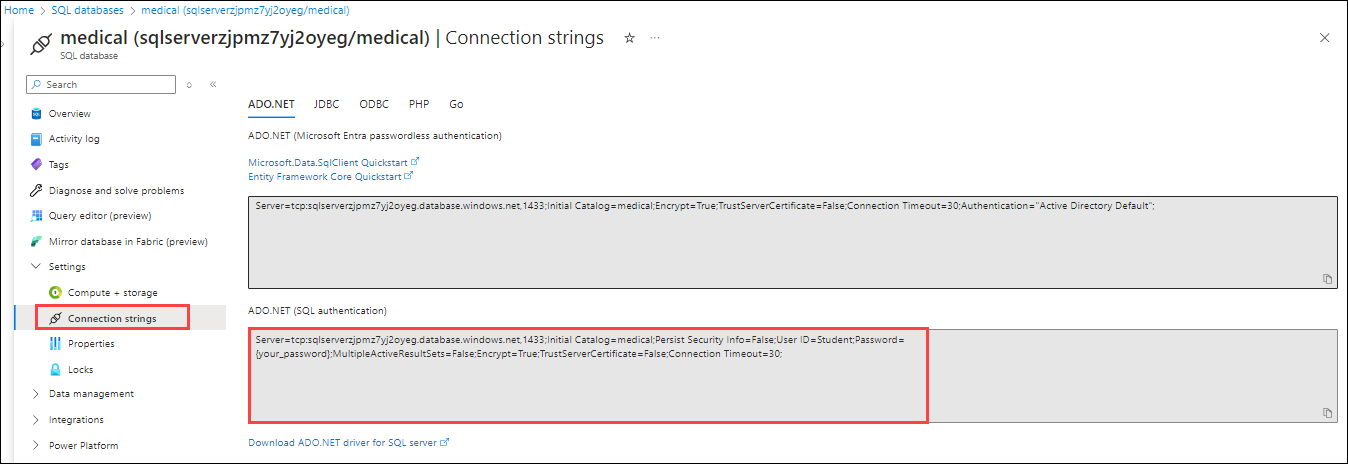 Home > SQL databases > medical (sqlserverzjpmz7yj2oyeg/medical)
medical (sqlserverzjpmz7yj2oyeg/medical) | Connection strings
SQL database
Search
Overview
Activity log
Tags
Diagnose and solve problems
Query editor (preview)
Mirror database in Fabric (preview)
Settings
Compute + storage
Connection strings
Properties
Locks
Data management
Integrations
Power Platform
ADO.NET JDBC ODBC PHP Go
ADO.NET (Microsoft Entra passwordless authentication)
Microsoft.Data.SqlClient Quickstart
Entity Framework Core Quickstart
Server=tcp:sqlserverzjpmz7yj2oyeg.database.windows.net,1433;Initial Catalog=medical;Encrypt=True;TrustServerCertificate=False;Connection Timeout=30;Authentication="Active Directory Default";
ADO.NET (SQL authentication)
Server=tcp:sqlserverzjpmz7yj2oyeg.database.windows.net,1433;Initial Catalog=medical;Persist Security Info=False;User ID=Student;Password=
{your_password};MultipleActiveResultSets=False;Encrypt=True;TrustServerCertificate=False;Connection Timeout=30;
Download ADO.NET driver for SQL server